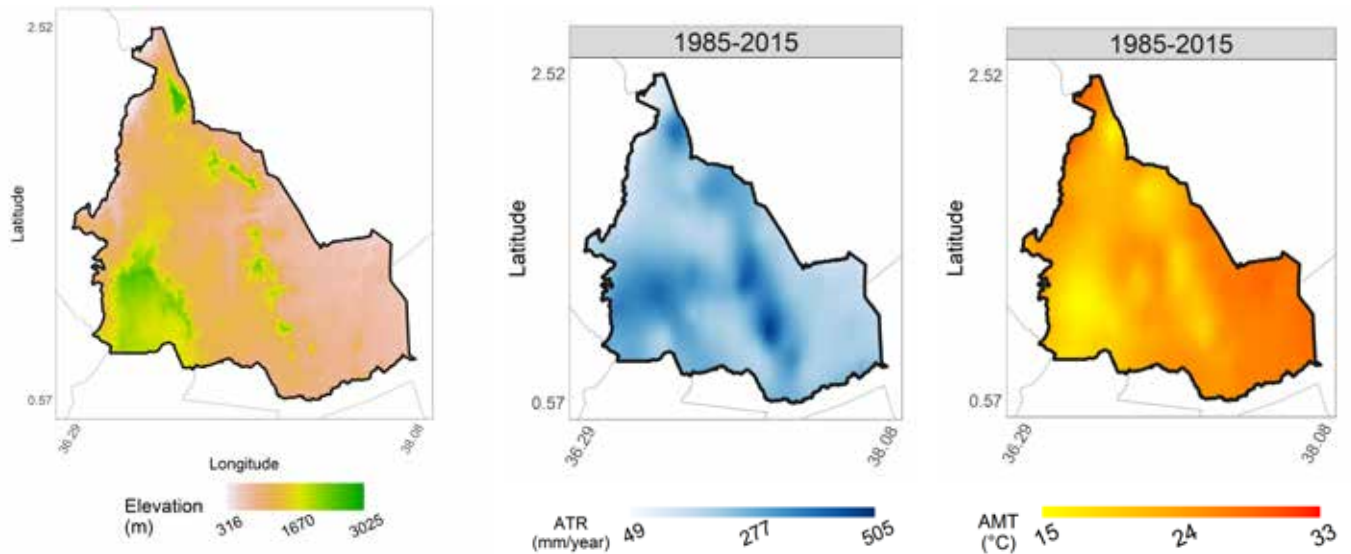 2.52
Latitude
0.57
36.29
38.08
Longitude
Elevation
(m)
316 1670 3025
1985-2015
2.52
Latitude
0.57
36.29
38.08
ATR
(mm/year)
49 277 505
1985-2015
2.52
Latitude
0.57
36.29
38.08
AMT
(°C)
15 24 33